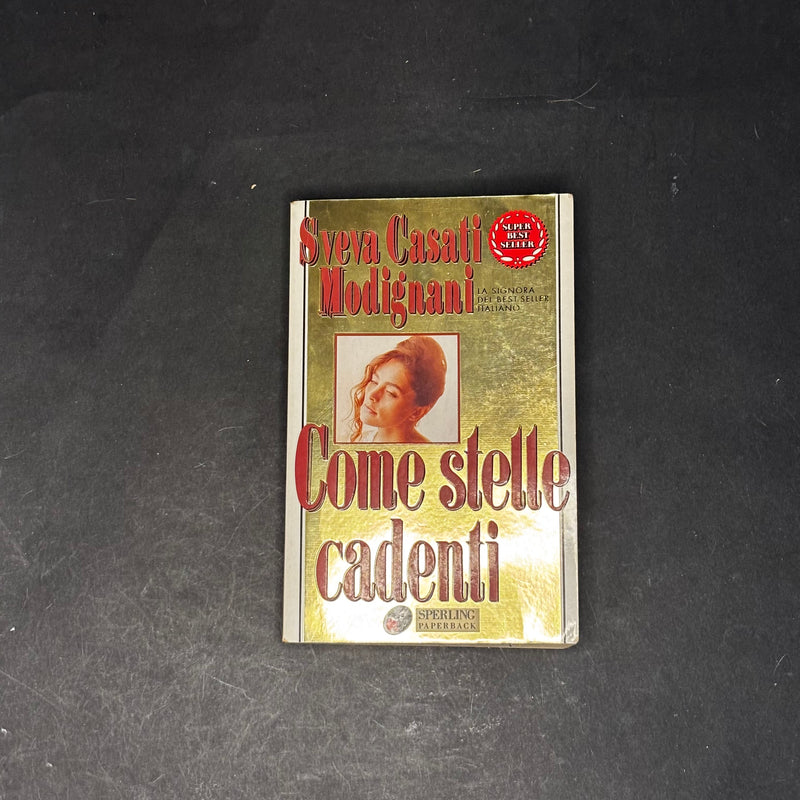 Sveva Casati
Modignani
SUPER
BEST
SELLER
LA SIGNORA
DEL BEST SELLER
ITALIANO
Come stelle
cadenti
SPERLING
PAPERBACK